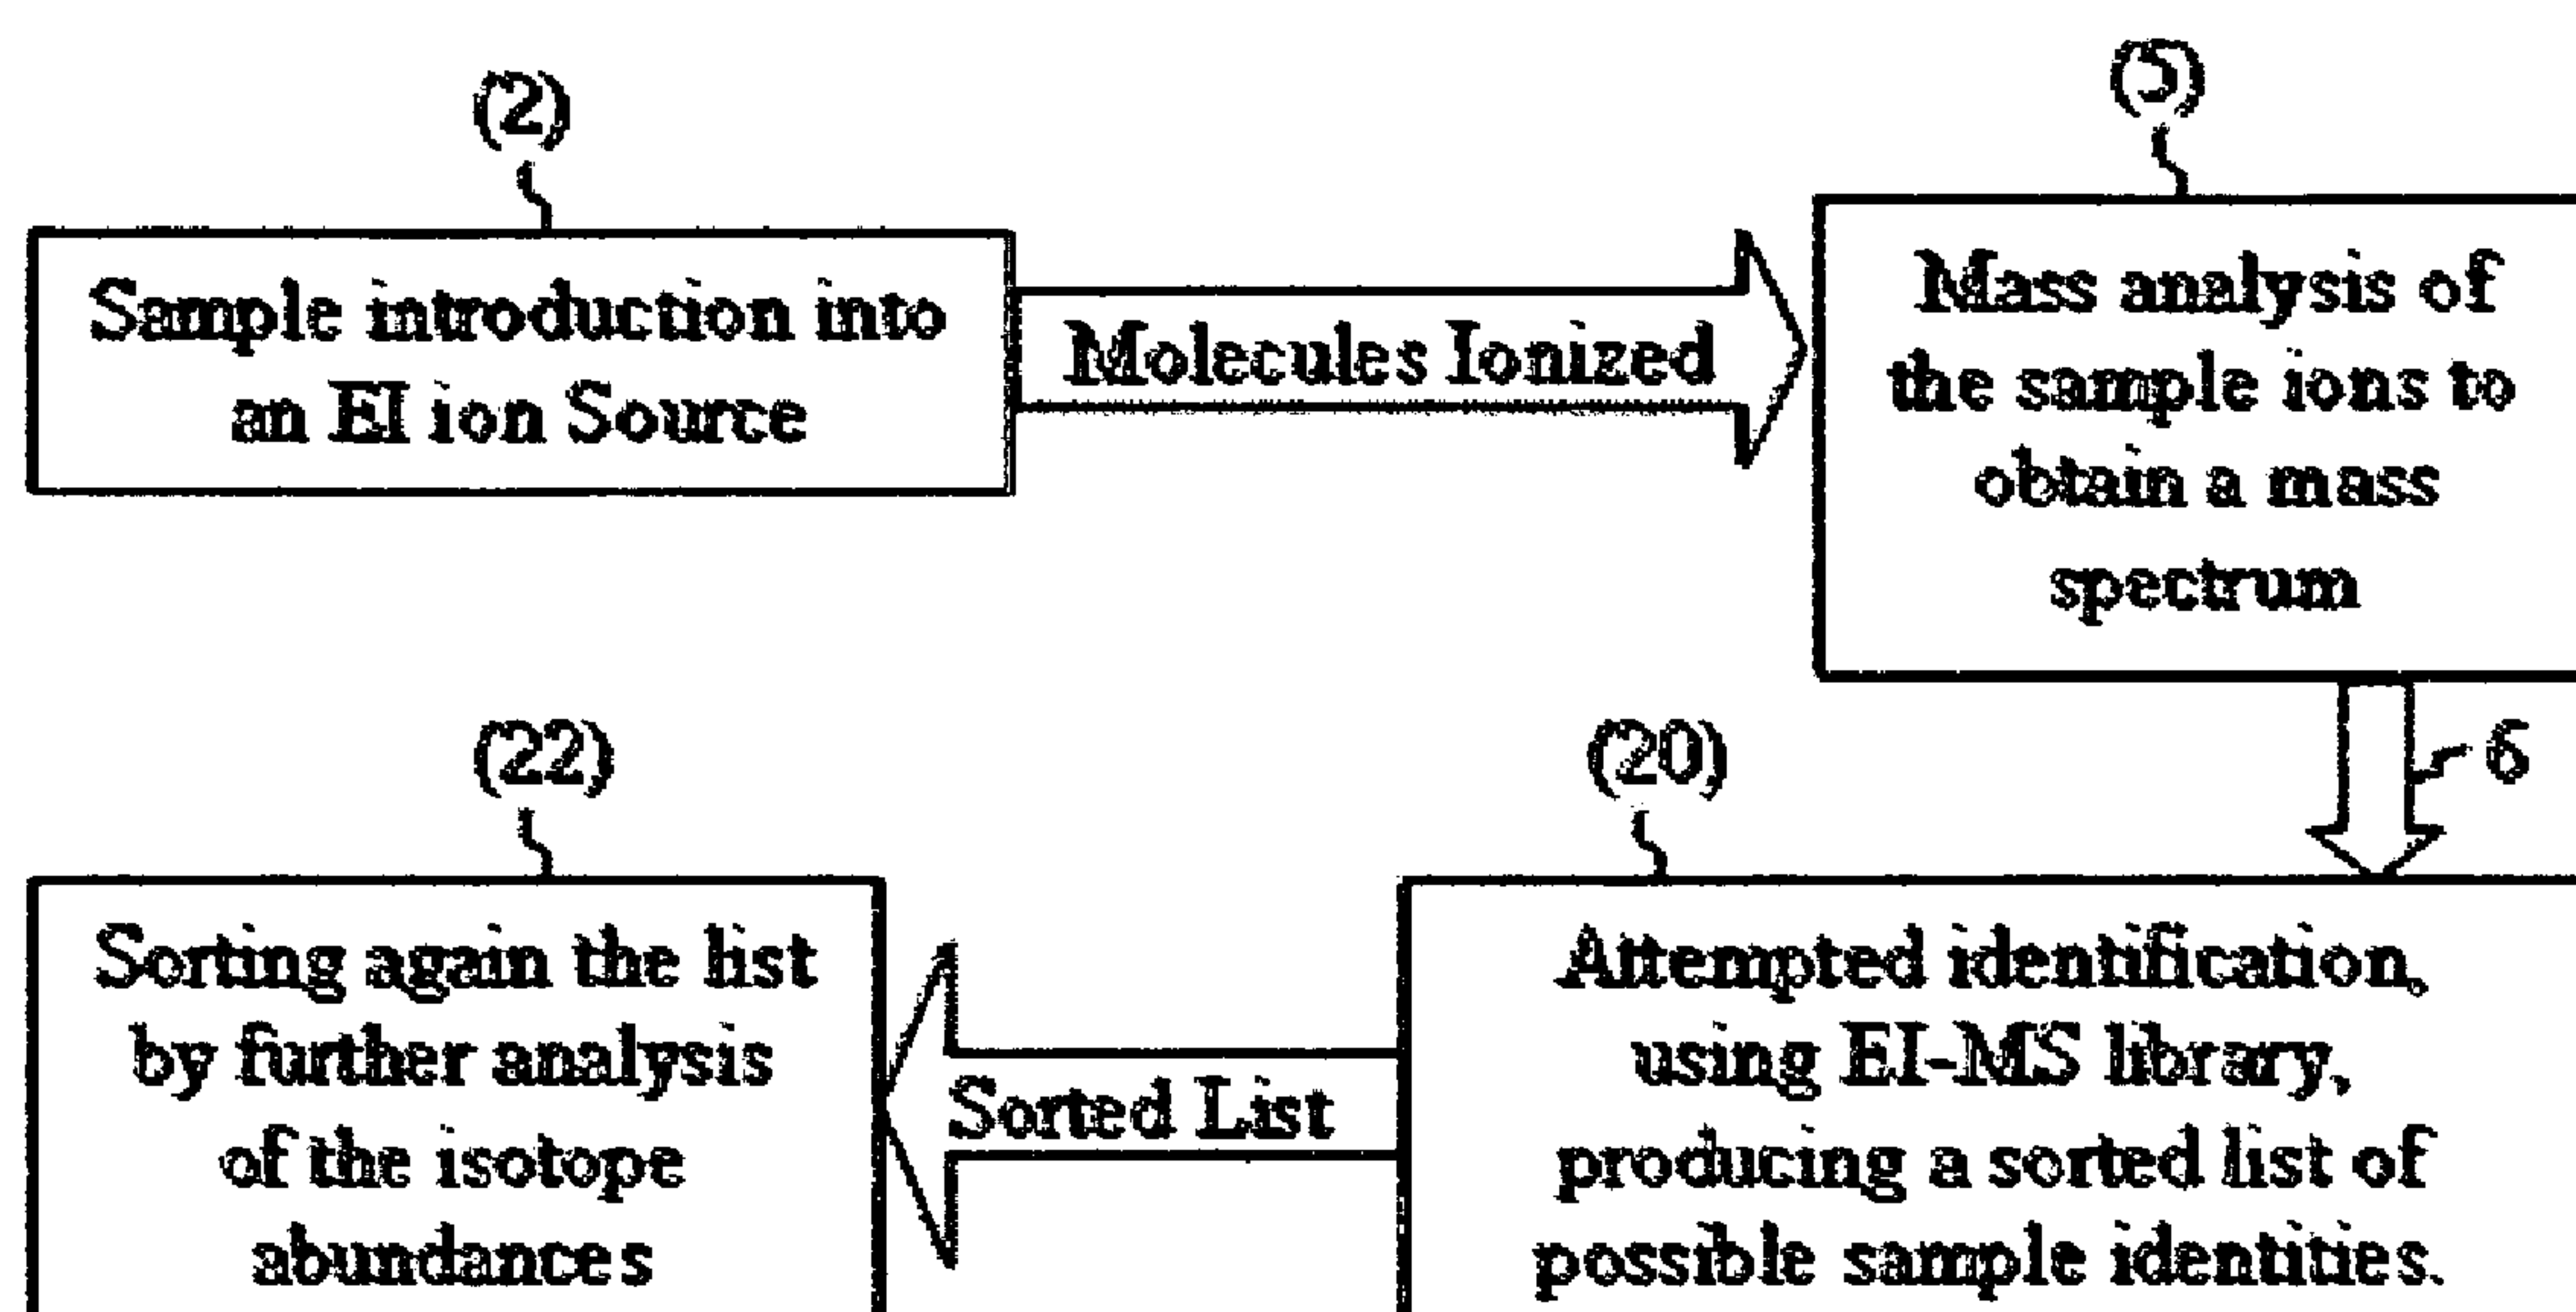 (2)
Sample introduction into
an EI ion Source
Molecules Ionized
(5)
Mass analysis of
the sample ions to
obtain a mass
spectrum
6
(20)
Attempted identification,
using EI-MS library,
producing a sorted list of
possible sample identities.
Sorted List
(22)
Sorting again the list
by further analysis
of the isotope
abundances